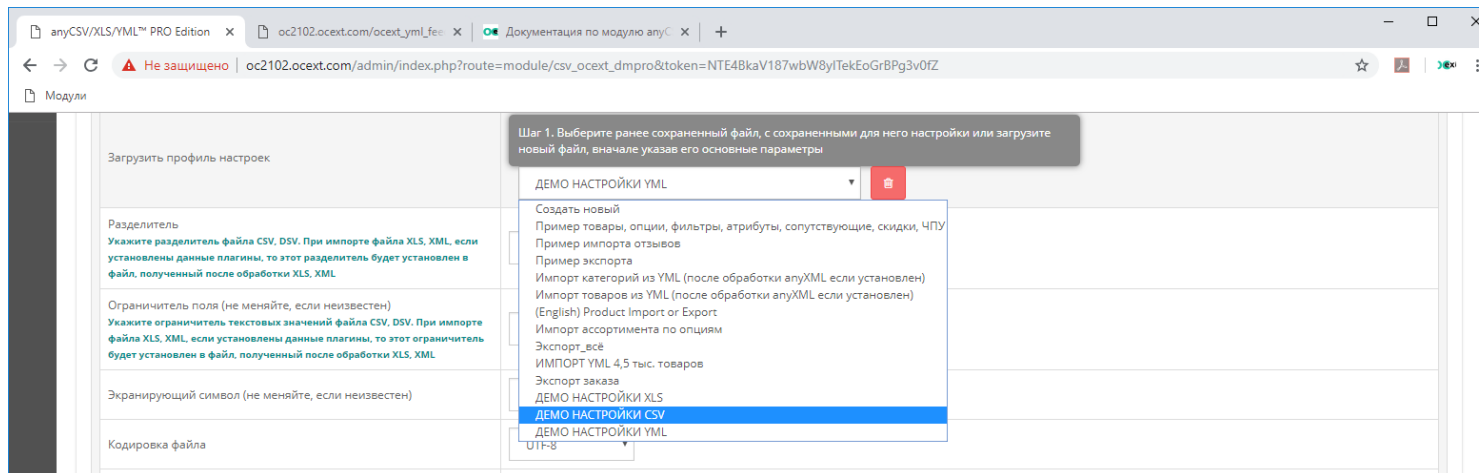 anyCSV/XLS/YML™ PRO Edition
oc2102.ocext.com/ocext_yml_fee
Документация по модулю anyC
Не защищено | oc2102.ocext.com/admin/index.php?route=module/csv_ocext_dmpro&token=NTE4BkaV187wbW8ylTekEoGrBPg3v0fZ
Модули
Шаг 1. Выберите ранее сохраненный файл, с сохраненными для него настройки или загрузите
новый файл, вначале указав его основные параметры
Загрузить профиль настроек
ДЕМО НАСТРОЙКИ YML
Создать новый
Пример товары, опции, фильтры, атрибуты, сопутствующие, скидки, ЧПУ
Пример импорта отзывов
Пример экспорта
Импорт категорий из YML (после обработки anyXML если установлен)
Импорт товаров из YML (после обработки anyXML если установлен)
(English) Product Import or Export
Импорт ассортимента по опциям
Экспорт_всё
ИМПОРТ YML 4,5 тыс. товаров
Экспорт заказа
ДЕМО НАСТРОЙКИ XLS
ДЕМО НАСТРОЙКИ CSV
ДЕМО НАСТРОЙКИ YML
Разделитель
Укажите разделитель файла CSV, DSV. При импорте файла XLS, XML, если
установлены данные плагины, то этот разделитель будет установлен в
файл, полученный после обработки XLS, XML
Ограничитель поля (не меняйте, если неизвестен)
Укажите ограничитель текстовых значений файла CSV, DSV. При импорте
файла XLS, XML, если установлены данные плагины, то этот ограничитель
будет установлен в файл, полученный после обработки XLS, XML
Экранирующий символ (не меняйте, если неизвестен)
Кодировка файла
UTF-8